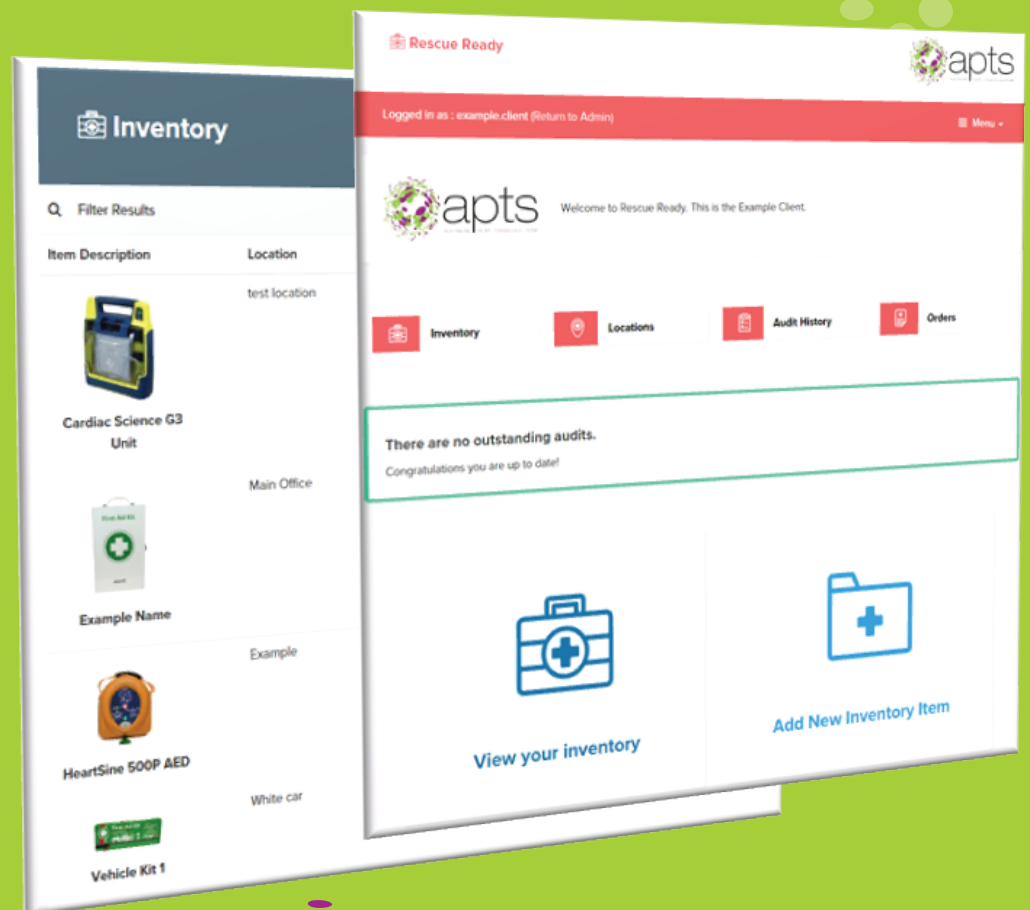 Inventory
Filter Results
Item Description Location
test location
Cardiac Science G3
Unit
Main Office
First Aid Kit
Example Name
Example
HeartSine 500P AED
White car
Vehicle Kit 1
Rescue Ready
apts
Logged in as : example.client (Return to Admin)
Menu
apts
Welcome to Rescue Ready. This is the Example Client.
Inventory Locations Audit History Orders
There are no outstanding audits.
Congratulations you are up to date!
View your inventory
Add New Inventory Item